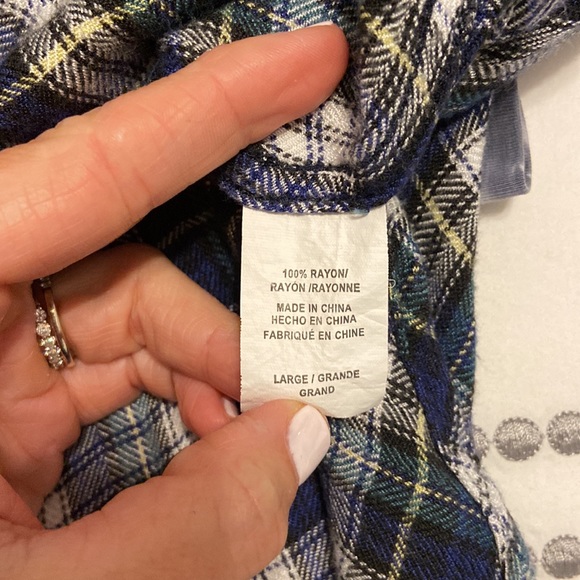 100% RAYON/
RAYÓN /RAYONNE
MADE IN CHINA
HECHO EN CHINA
FABRIQUÉ EN CHINE
LARGE / GRANDE
GRAND